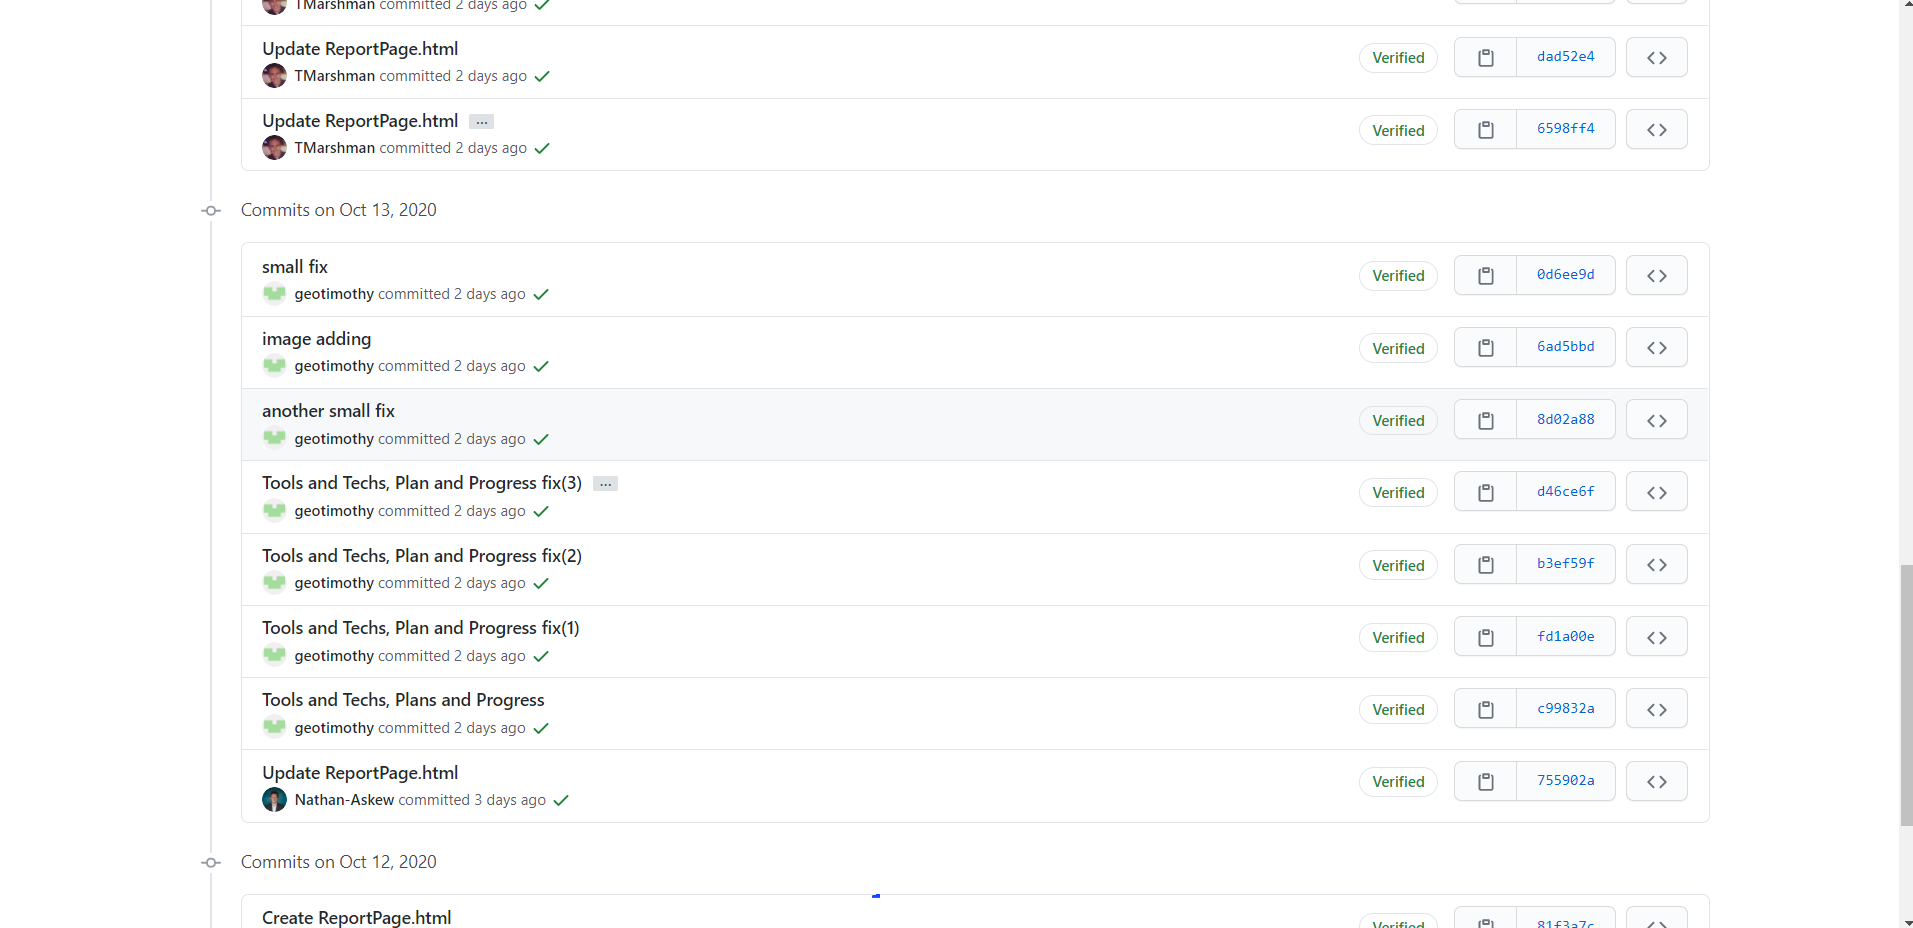 TMarshman committed 2 days ago
Update ReportPage.html
TMarshman committed 2 days ago
Verified
dad52e4
Update ReportPage.html ...
TMarshman committed 2 days ago
Verified
6598ff4
Commits on Oct 13, 2020
small fix
geotimothy committed 2 days ago
Verified
0d6ee9d
image adding
geotimothy committed 2 days ago
Verified
6ad5bbd
another small fix
geotimothy committed 2 days ago
Verified
8d02a88
Tools and Techs, Plan and Progress fix(3) ...
geotimothy committed 2 days ago
Verified
d46ce6f
Tools and Techs, Plan and Progress fix(2)
geotimothy committed 2 days ago
Verified
b3ef59f
Tools and Techs, Plan and Progress fix(1)
geotimothy committed 2 days ago
Verified
fd1a00e
Tools and Techs, Plans and Progress
geotimothy committed 2 days ago
Verified
c99832a
Update ReportPage.html
Nathan-Askew committed 3 days ago
Verified
755902a
Commits on Oct 12, 2020
Create ReportPage.html
Verified
81f3a7c